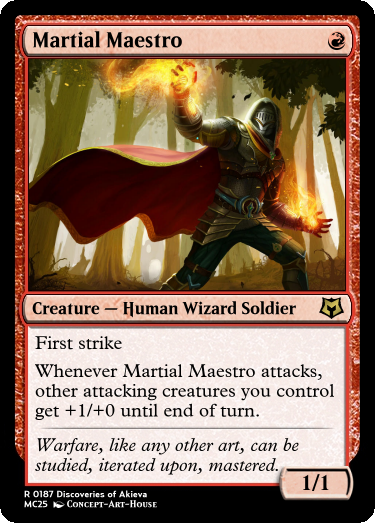 Martial Maestro
Creature — Human Wizard Soldier
First strike
Whenever Martial Maestro attacks,
other attacking creatures you control
get +1/+0 until end of turn.
Warfare, like any other art, can be
studied, iterated upon, mastered.
1/1
R 0187 Discoveries of Akieva
MC25 Concept-Art-House